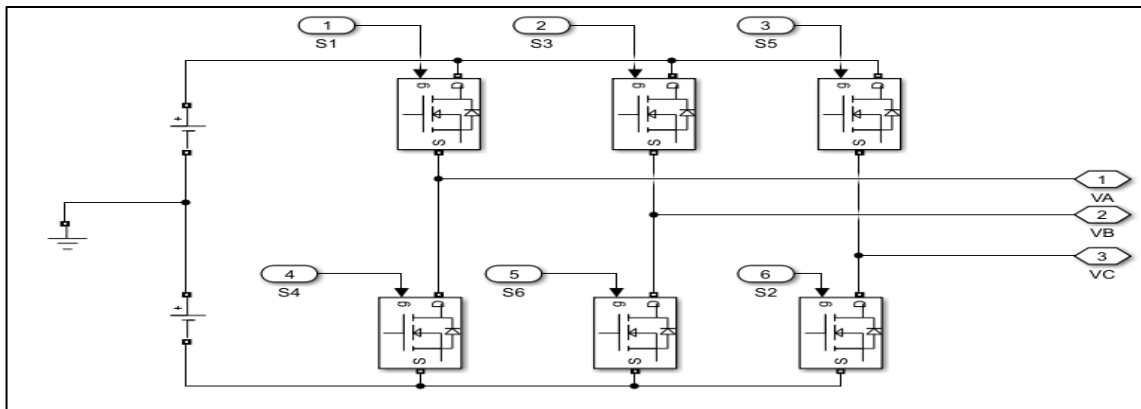 1 2 3
S1 S3 S5
g D g D g D
+
S S S
1
VA
2
VB
3
VC
4 5 6
S4 S6 S2
g D g D g D
+
S S S